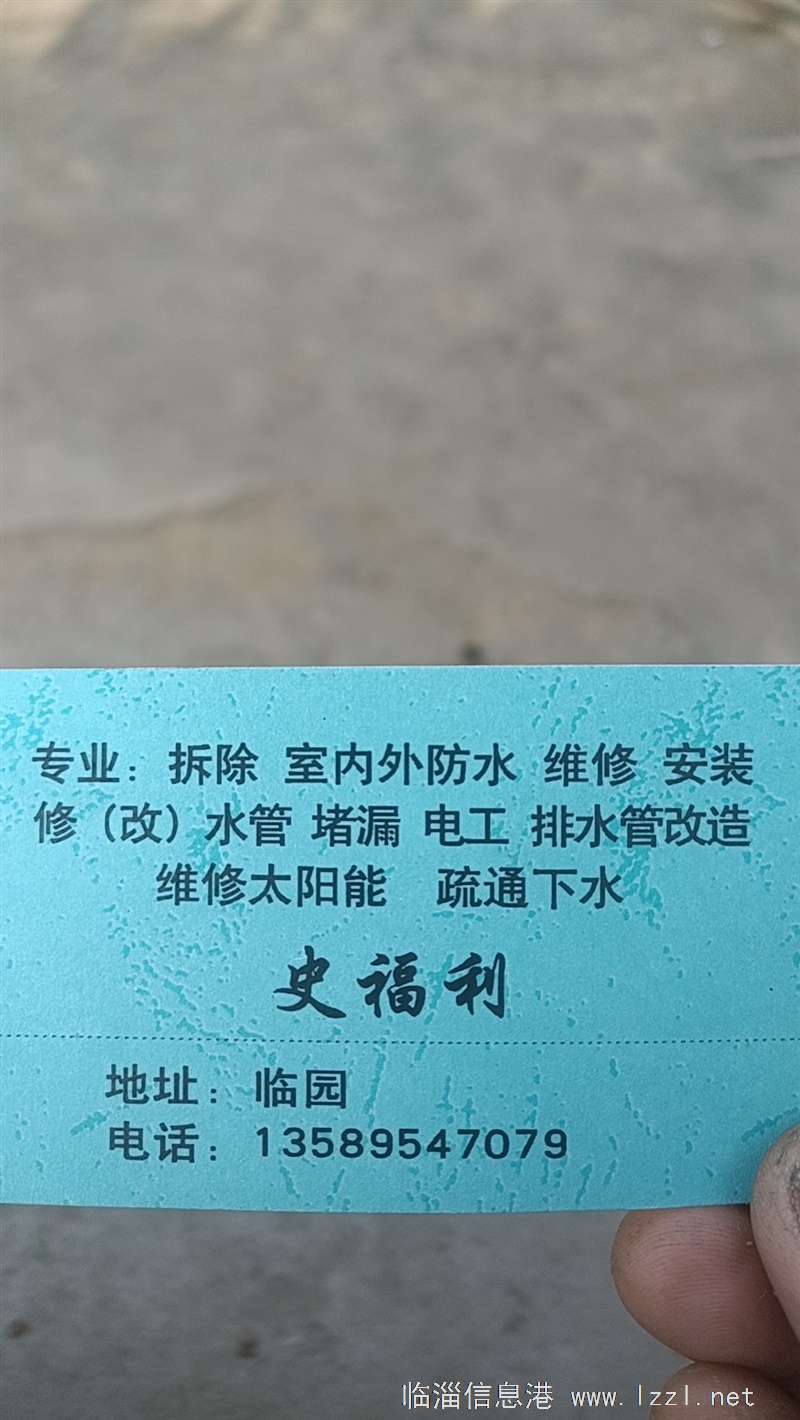 专业：拆除 室内外防水 维修 安装
修（改）水管 堵漏 电工 排水管改造
维修太阳能 疏通下水
史福利
地址：临园
电话：13589547079
临淄信息港 www.lzzl.net